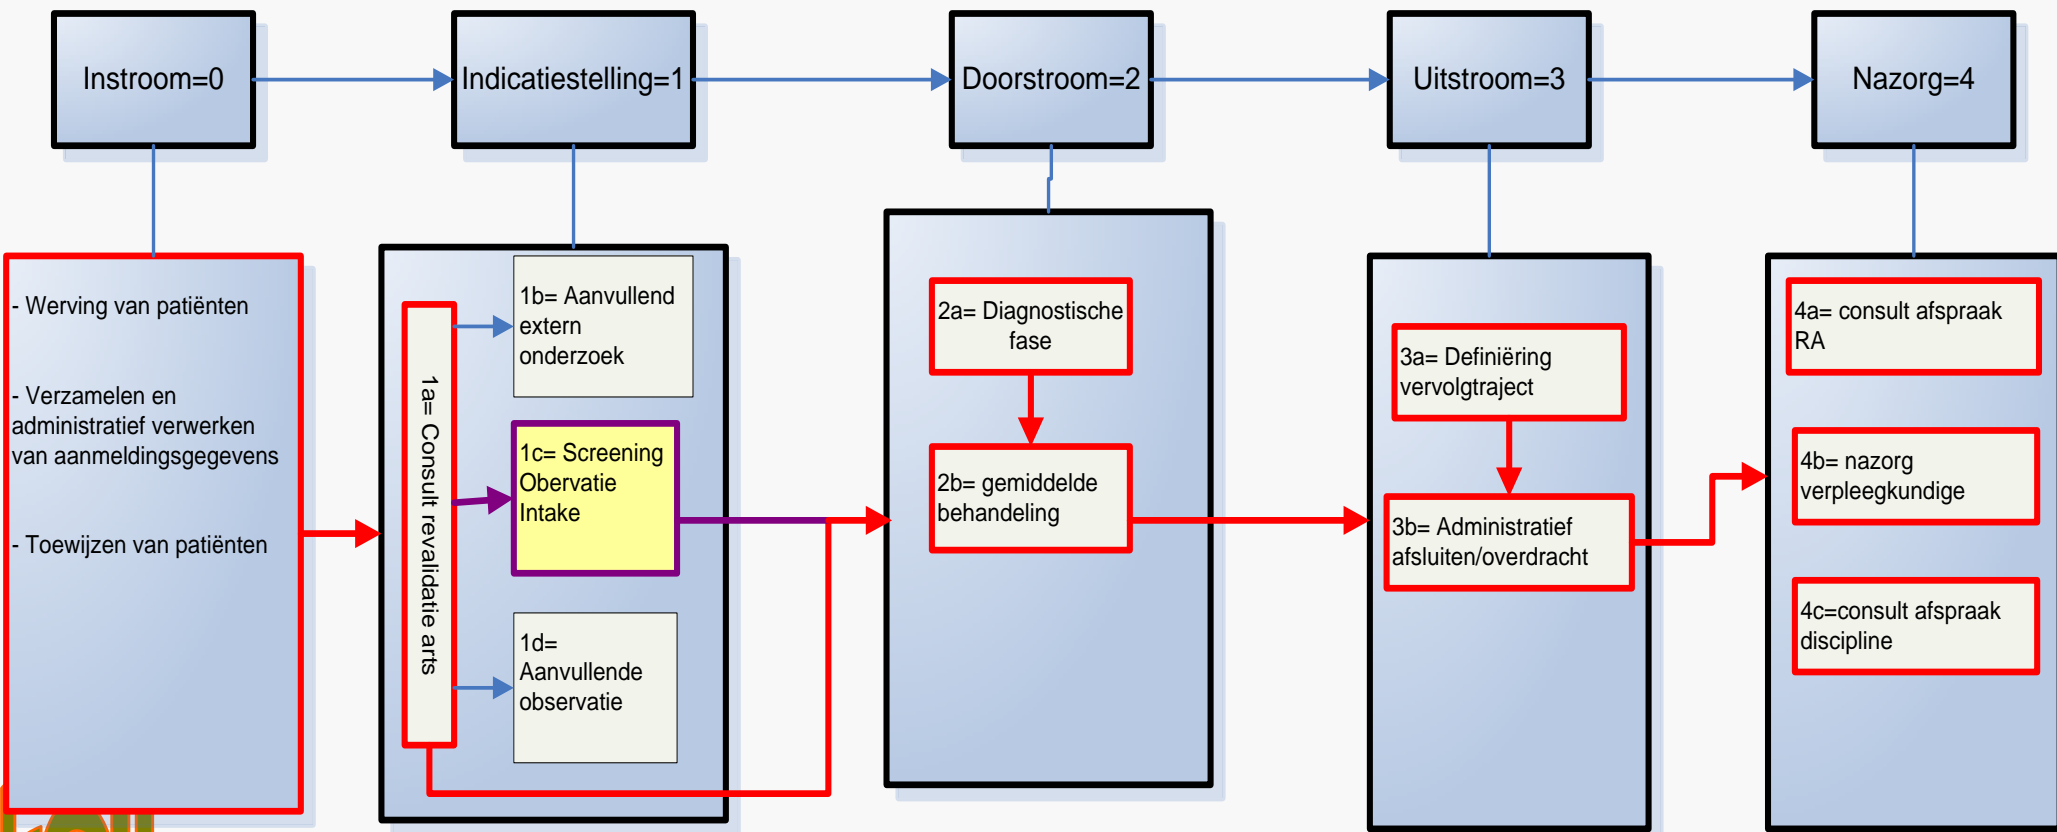 Instroom=0
Indicatiestelling=1
Doorstroom=2
Uitstroom=3
Nazorg=4
- Werving van patiënten
- Verzamelen en
administratief verwerken
van aanmeldingsgegevens
- Toewijzen van patiënten
1a= Consult revalidatie arts
1b= Aanvullend
extern
onderzoek
1c= Screening
Obervatie
Intake
1d=
Aanvullende
observatie
2a= Diagnostische
fase
2b= gemiddelde
behandeling
3a= Definiëring
vervolgtraject
3b= Administratief
afsluiten/overdracht
4a= consult afspraak
RA
4b= nazorg
verpleegkundige
4c=consult afspraak
discipline